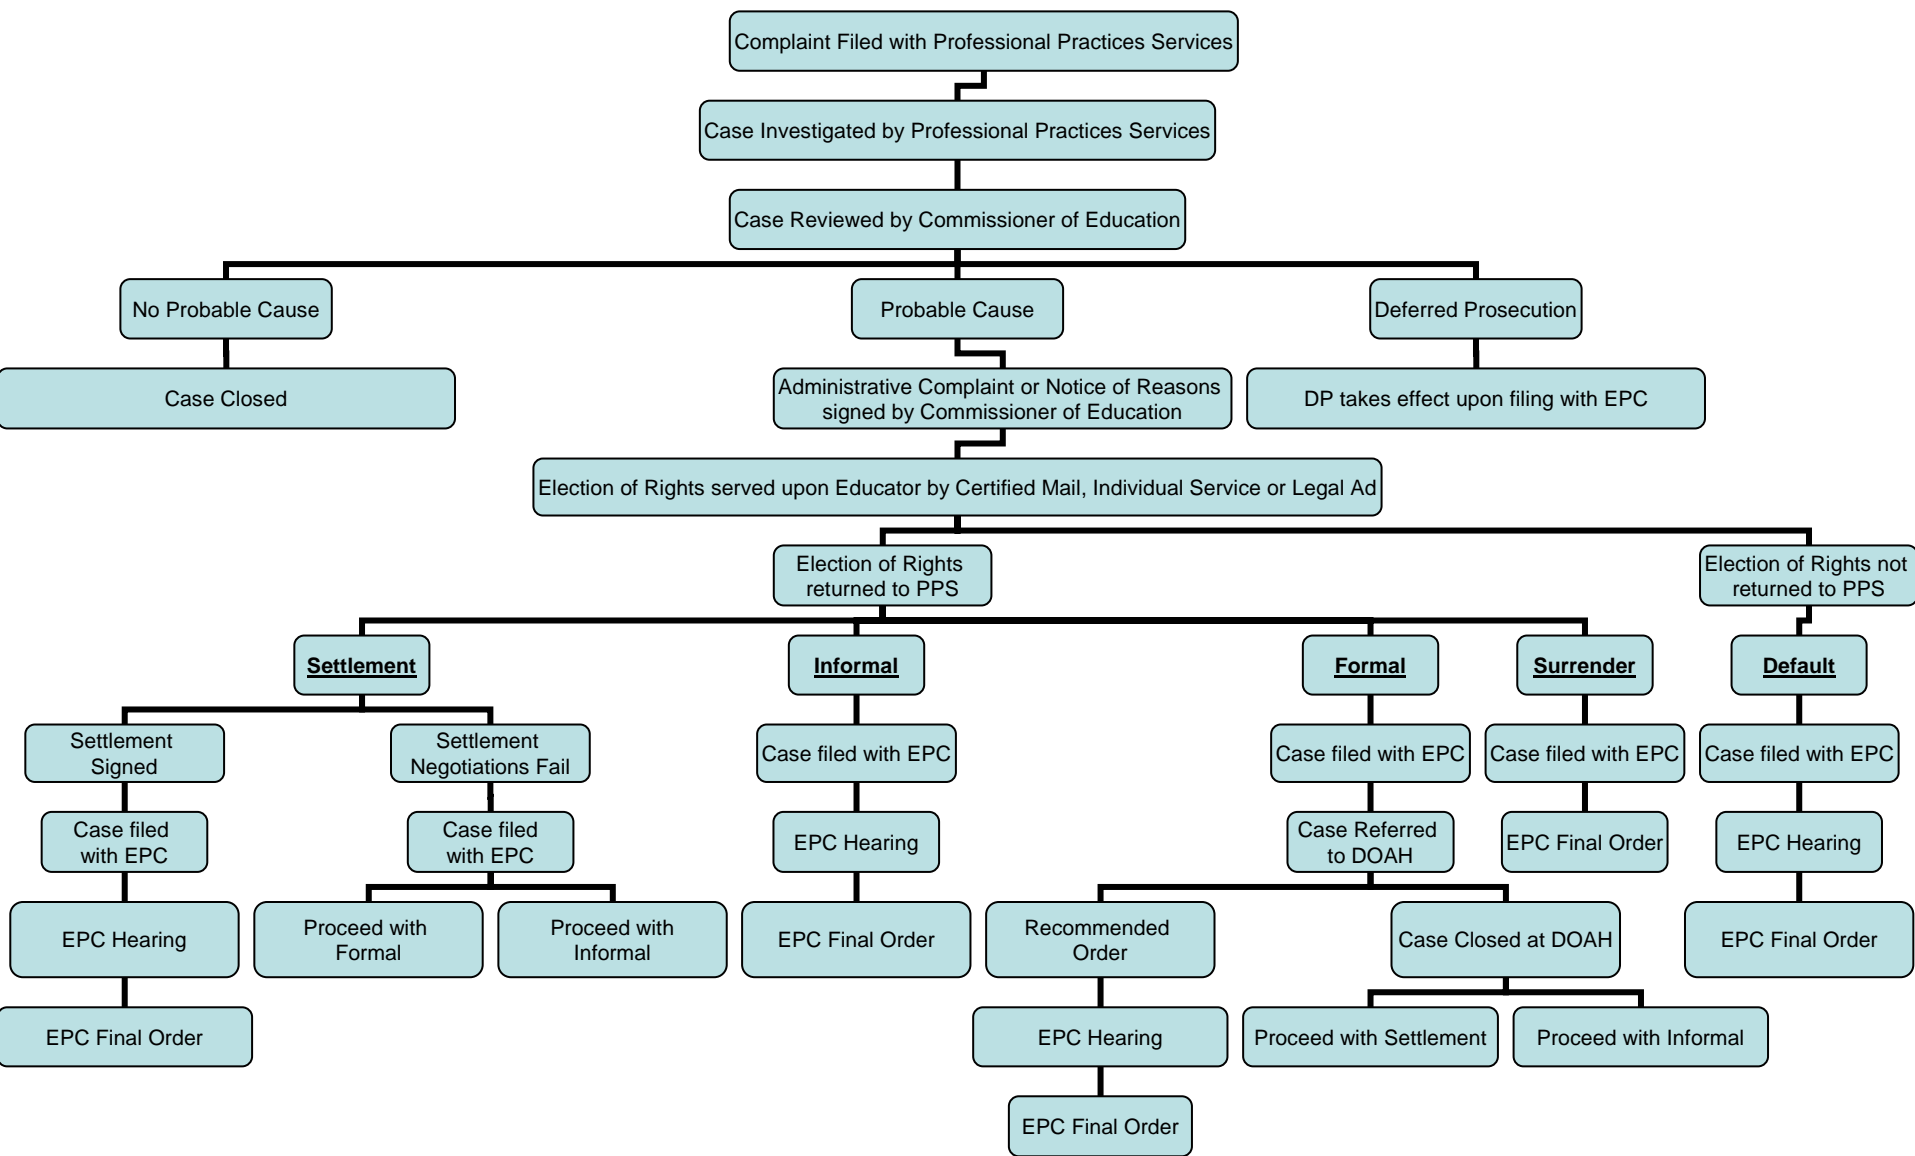 Complaint Filed with Professional Practices Services
Case Investigated by Professional Practices Services
Case Reviewed by Commissioner of Education
No Probable Cause
Probable Cause
Deferred Prosecution
Case Closed
Administrative Complaint or Notice of Reasons
signed by Commissioner of Education
DP takes effect upon filing with EPC
Election of Rights served upon Educator by Certified Mail, Individual Service or Legal Ad
Election of Rights
returned to PPS
Election of Rights not
returned to PPS
Settlement
Informal
Formal
Surrender
Default
Settlement
Signed
Settlement
Negotiations Fail
Case filed with EPC
Case filed with EPC
Case filed with EPC
Case filed with EPC
Case filed
with EPC
Case filed
with EPC
EPC Hearing
Case Referred
to DOAH
EPC Final Order
EPC Hearing
EPC Hearing
Proceed with
Formal
Proceed with
Informal
EPC Final Order
Recommended
Order
Case Closed at DOAH
EPC Final Order
EPC Final Order
EPC Hearing
Proceed with Settlement
Proceed with Informal
EPC Final Order